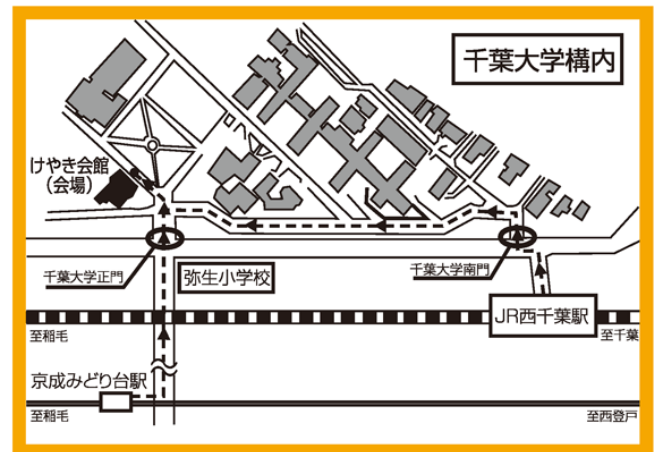 千葉大学構内
けやき会館
(会場)
千葉大学正門
弥生小学校
千葉大学南門
JR西千葉駅
至稲毛
至千葉
京成みどり台駅
至稲毛
至西登戸